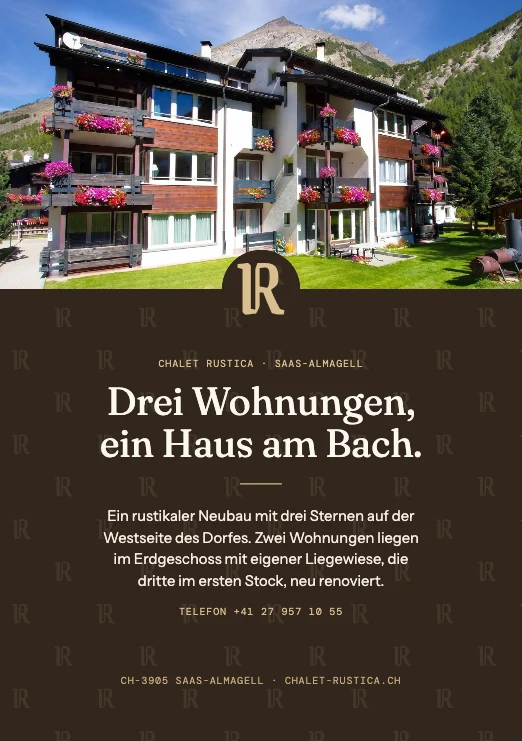 R
CHALET RUSTICA · SAAS-ALMAGELL
Drei Wohnungen,
ein Haus am Bach.
Ein rustikaler Neubau mit drei Sternen auf der
Westseite des Dorfes. Zwei Wohnungen liegen
im Erdgeschoss mit eigener Liegewiese, die
dritte im ersten Stock, neu renoviert.
TELEFON +41 27 957 10 55
CH-3905 SAAS-ALMAGELL · CHALET-RUSTICA.CH